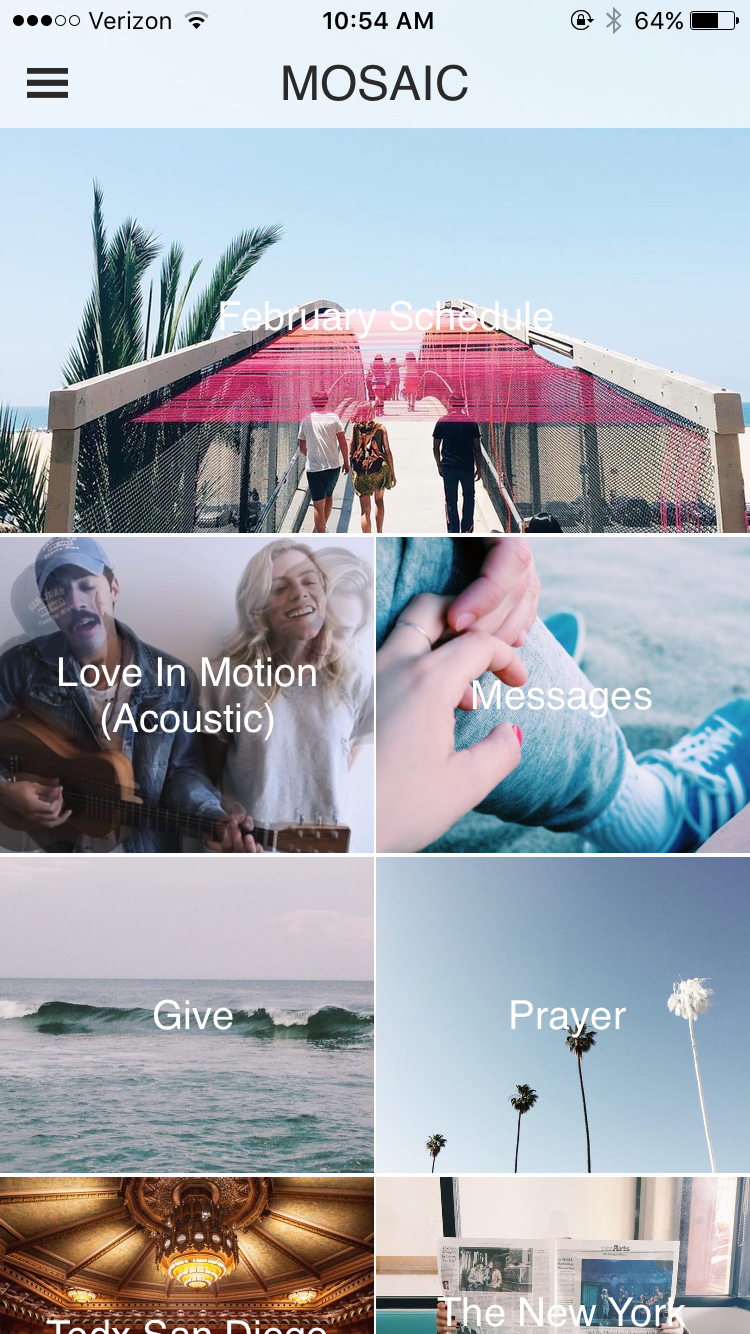 Verizon 10:54 AM 64%
MOSAIC
February Schedule
Love In Motion
(Acoustic)
Messages
Give
Prayer
Tedx San Diego
The New York